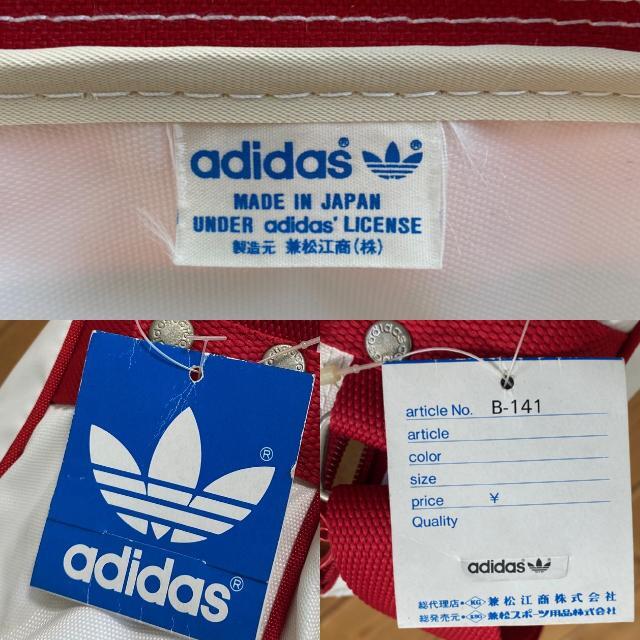 adidas®®
MADE IN JAPAN
UNDER adidas® LICENSE
製造元 兼松江商(株)
adidas
®
adidas®
article No. B-141
article
color
size
price ¥
Quality
adidas
総代理店・KG 兼松江商株式会社
総発売元・ 兼松スポーツ用品株式会社